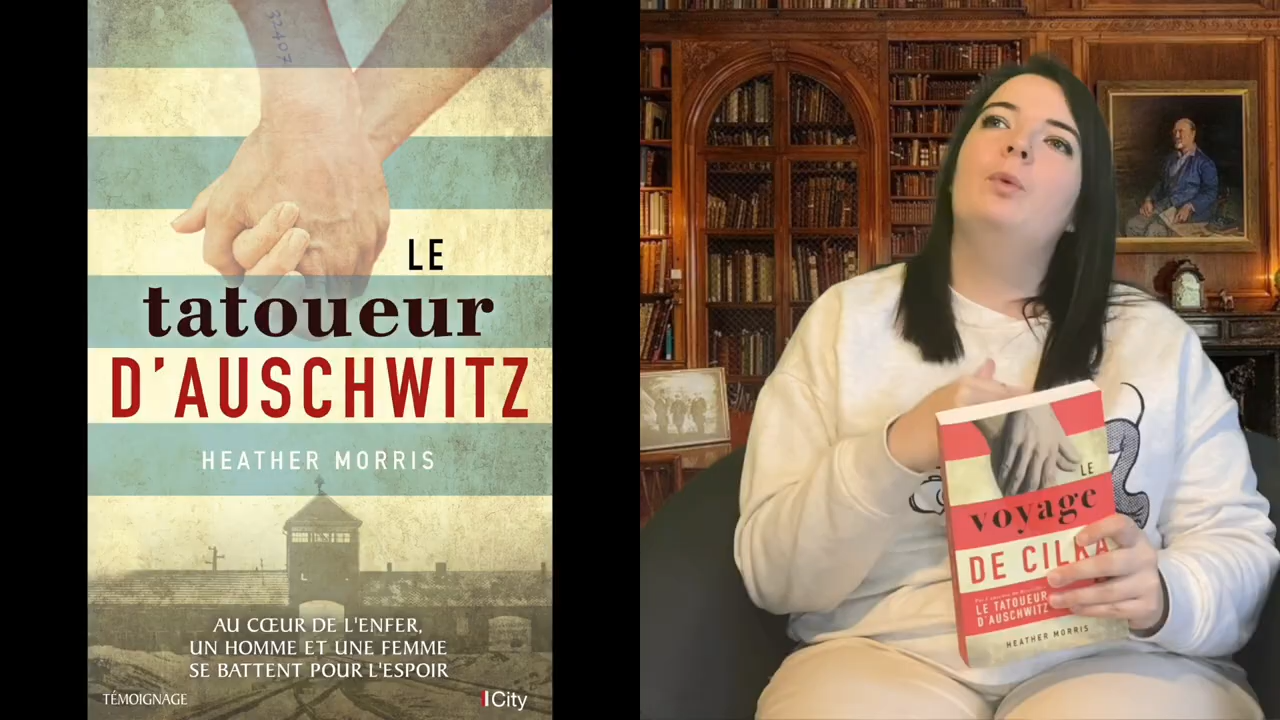 32407
LE
tatoueur
D'AUSCHWITZ
HEATHER MORRIS
AU CŒUR DE L'ENFER,
UN HOMME ET UNE FEMME
SE BATTENT POUR L'ESPOIR
TÉMOIGNAGE
City
LE
voyage
DE CILKA
LE TATOUEUR
D'AUSCHWITZ
HEATHER MORRIS